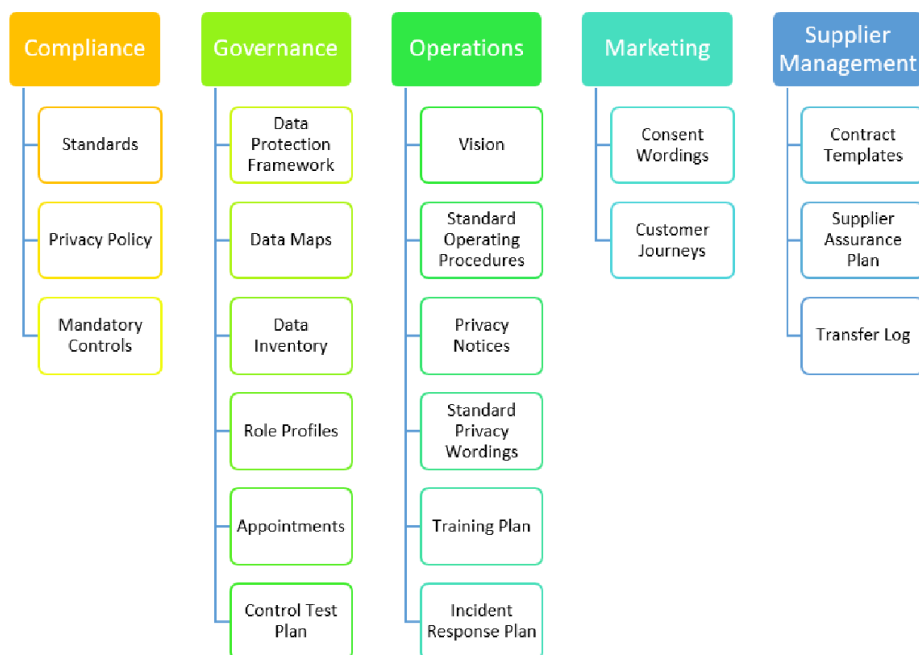 Compliance
Standards
Privacy Policy
Mandatory
Controls
Governance
Data
Protection
Framework
Data Maps
Data
Inventory
Role Profiles
Appointments
Control Test
Plan
Operations
Vision
Standard
Operating
Procedures
Privacy
Notices
Standard
Privacy
Wordings
Training Plan
Incident
Response Plan
Marketing
Consent
Wordings
Customer
Journeys
Supplier
Management
Contract
Templates
Supplier
Assurance
Plan
Transfer Log